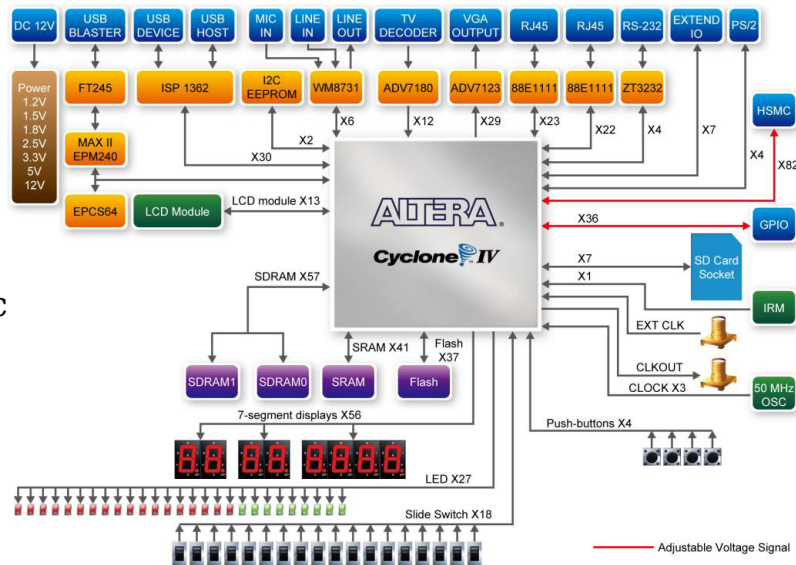 DC 12V
USB
BLASTER
USB
DEVICE
USB
HOST
MIC
IN
LINE
IN
LINE
OUT
TV
DECODER
VGA
OUTPUT
RJ45
RJ45
RS-232
EXTEND
IO
PS/2
Power
1.2V
1.5V
1.8V
2.5V
3.3V
5V
12V
FT245
ISP 1362
I2C
EEPROM
WM8731
ADV7180
ADV7123
88E1111
88E1111
ZT3232
HSMC
MAX II
EPM240
X2
X6
X12
X29
X23
X22
X4
X7
X4
X82
X30
EPCS64
LCD Module
LCD module X13
ALTERA.
Cyclone IV
X36
GPIO
X7
SD Card
Socket
X1
IRM
SDRAM X57
C
EXT CLK
SRAM X41
Flash
X37
CLKOUT
SDRAM1
SDRAM0
SRAM
Flash
CLOCK X3
50 MHz
OSC
7-segment displays X56
Push-buttons X4
LED X27
Slide Switch X18
Adjustable Voltage Signal